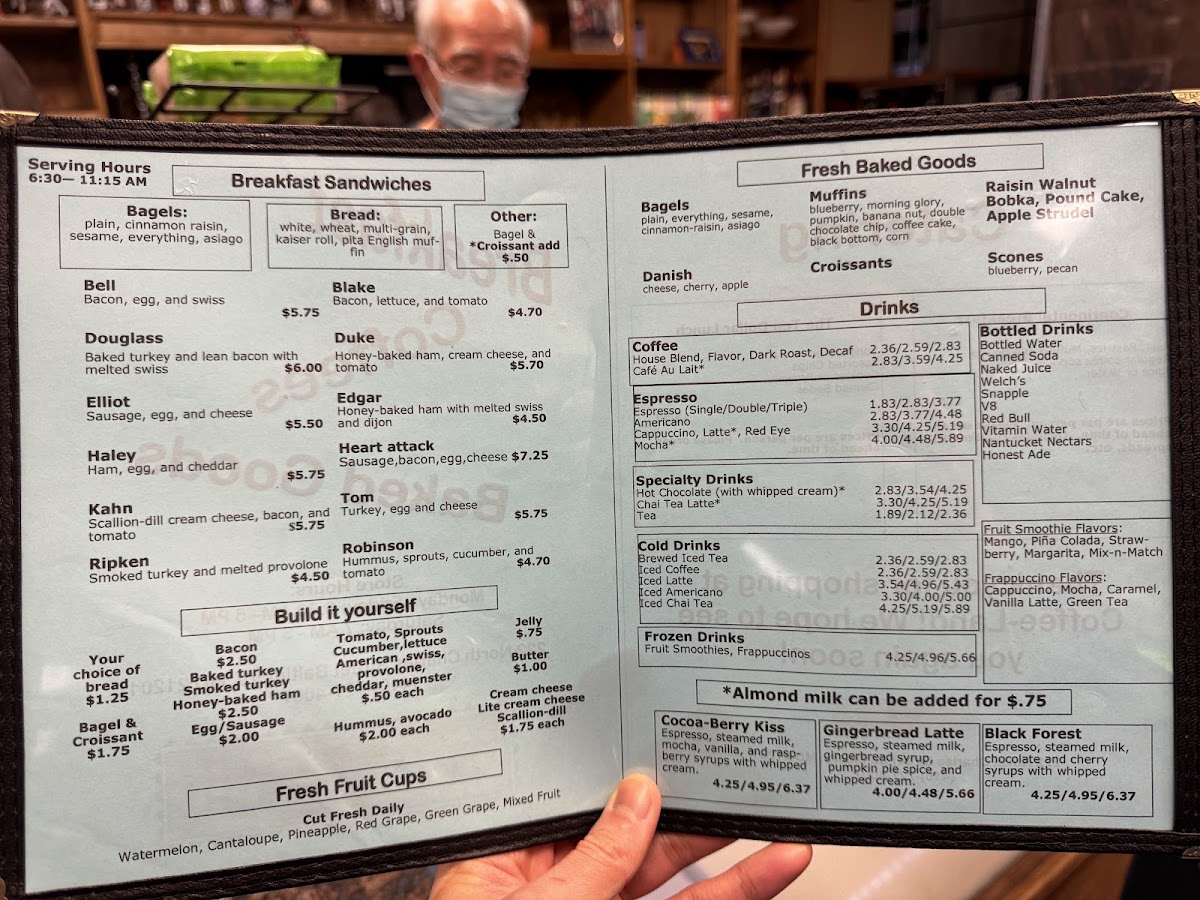 Serving Hours
6:30— 11:15 AM
Breakfast Sandwiches
Bagels:
plain, cinnamon raisin,
sesame, everything, asiago
Bread:
white, wheat, multi-grain,
kaiser roll, pita English muf-
fin
Other:
Bagel &
*Croissant add
$.50
Bell
Bacon, egg, and swiss
$5.75
Blake
Bacon, lettuce, and tomato
$4.70
Douglass
Baked turkey and lean bacon with
melted swiss
$6.00
Duke
Honey-baked ham, cream cheese, and
tomato
$5.70
Elliot
Sausage, egg, and cheese
$5.50
Edgar
Honey-baked ham with melted swiss
and dijon
$4.50
Haley
Ham, egg, and cheddar
$5.75
Heart attack
Sausage,bacon,egg,cheese $7.25
Kahn
Scallion-dill cream cheese, bacon, and
tomato
$5.75
Tom
Turkey, egg and cheese
$5.75
Ripken
Smoked turkey and melted provolone
$4.50
Robinson
Hummus, sprouts, cucumber, and
tomato
$4.70
Build it yourself
Your
choice of
bread
$1.25
Bagel &
Croissant
$1.75
Bacon
$2.50
Baked turkey
Smoked turkey
Honey-baked ham
$2.50
Egg/Sausage
$2.00
Tomato, Sprouts
Cucumber,lettuce
American ,swiss,
provolone,
cheddar, muenster
$.50 each
Hummus, avocado
$2.00 each
Jelly
$.75
Butter
$1.00
Cream cheese
Lite cream cheese
Scallion-dill
$1.75 each
Fresh Fruit Cups
Cut Fresh Daily
Watermelon, Cantaloupe, Pineapple, Red Grape, Green Grape, Mixed Fruit
Fresh Baked Goods
Bagels
plain, everything, sesame,
cinnamon-raisin, asiago
Muffins
blueberry, morning glory,
pumpkin, banana nut, double
chocolate chip, coffee cake,
black bottom, corn
Raisin Walnut
Bobka, Pound Cake,
Apple Strudel
Danish
cheese, cherry, apple
Croissants
Scones
blueberry, pecan
Drinks
Coffee
House Blend, Flavor, Dark Roast, Decaf 2.36/2.59/2.83
Café Au Lait* 2.83/3.59/4.25
Espresso
Espresso (Single/Double/Triple) 1.83/2.83/3.77
Americano 2.83/3.77/4.48
Cappuccino, Latte*, Red Eye 3.30/4.25/5.19
Mocha* 4.00/4.48/5.89
Specialty Drinks
Hot Chocolate (with whipped cream)* 2.83/3.54/4.25
Chai Tea Latte* 3.30/4.25/5.19
Tea 1.89/2.12/2.36
Cold Drinks
Brewed Iced Tea 2.36/2.59/2.83
Iced Coffee 2.36/2.59/2.83
Iced Latte 3.54/4.96/5.43
Iced Americano 3.30/4.00/5.00
Iced Chai Tea 4.25/5.19/5.89
Frozen Drinks
Fruit Smoothies, Frappuccinos 4.25/4.96/5.66
Bottled Drinks
Bottled Water
Canned Soda
Naked Juice
Welch's
Snapple
V8
Red Bull
Vitamin Water
Nantucket Nectars
Honest Ade
Fruit Smoothie Flavors:
Mango, Piña Colada, Straw-
berry, Margarita, Mix-n-Match
Frappuccino Flavors:
Cappuccino, Mocha, Caramel,
Vanilla Latte, Green Tea
*Almond milk can be added for $.75
Cocoa-Berry Kiss
Espresso, steamed milk,
mocha, vanilla, and rasp-
berry syrups with whipped
cream.
4.25/4.95/6.37
Gingerbread Latte
Espresso, steamed milk,
gingerbread syrup,
pumpkin pie spice, and
whipped cream.
4.00/4.48/5.66
Black Forest
Espresso, steamed milk,
chocolate and cherry
syrups with whipped
cream.
4.25/4.95/6.37